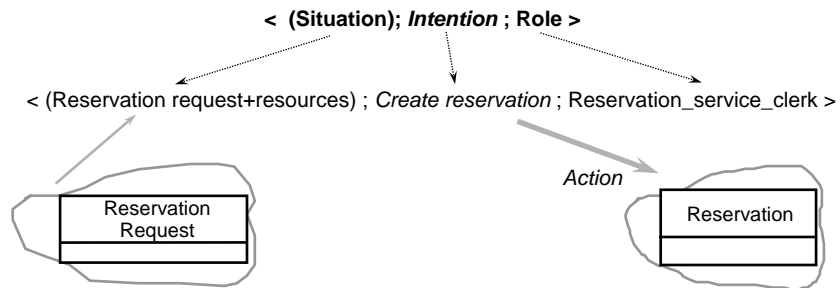 < (Situation); Intention ; Role >
< (Reservation request+resources) ; Create reservation ; Reservation_service_clerk >
Action
Reservation
Request
Reservation